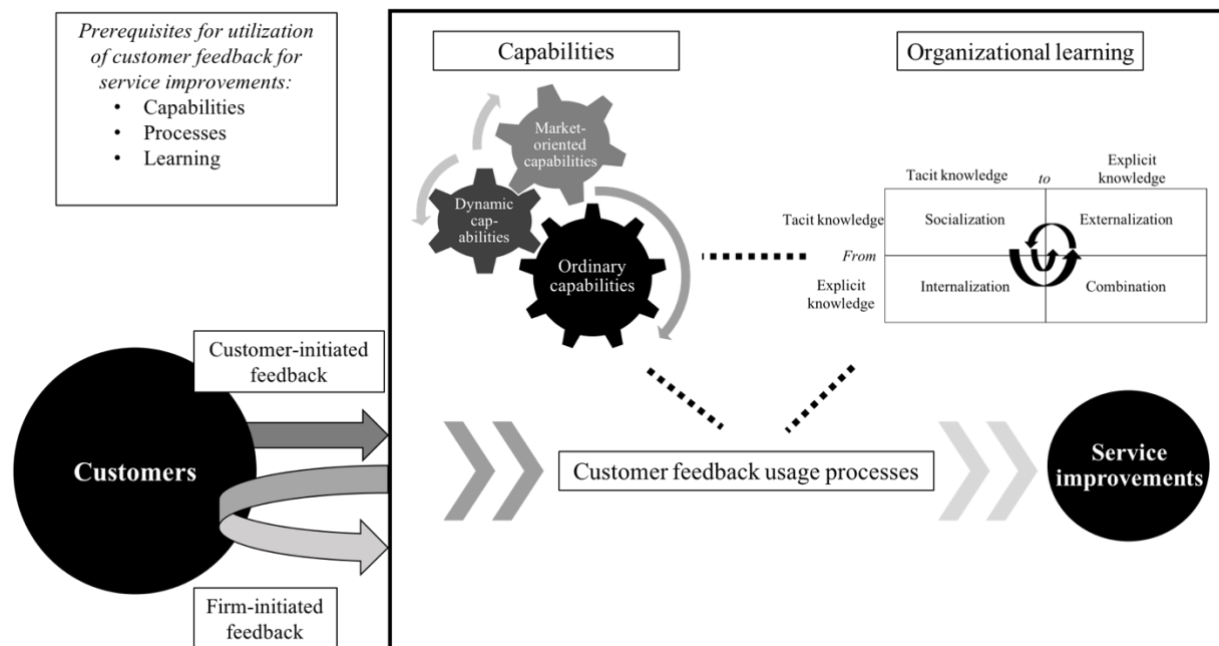 Prerequisites for utilization
of customer feedback for
service improvements:
• Capabilities
• Processes
• Learning
Capabilities
Organizational learning
Market-
oriented
capabilities
Dynamic
cap-
abilities
Ordinary
capabilities
Tacit knowledge
to
Explicit
knowledge
Tacit knowledge
Socialization
Externalization
From
Explicit
knowledge
Internalization
Combination
Customer-initiated
feedback
Customers
Firm-initiated
feedback
Customer feedback usage processes
Service
improvements